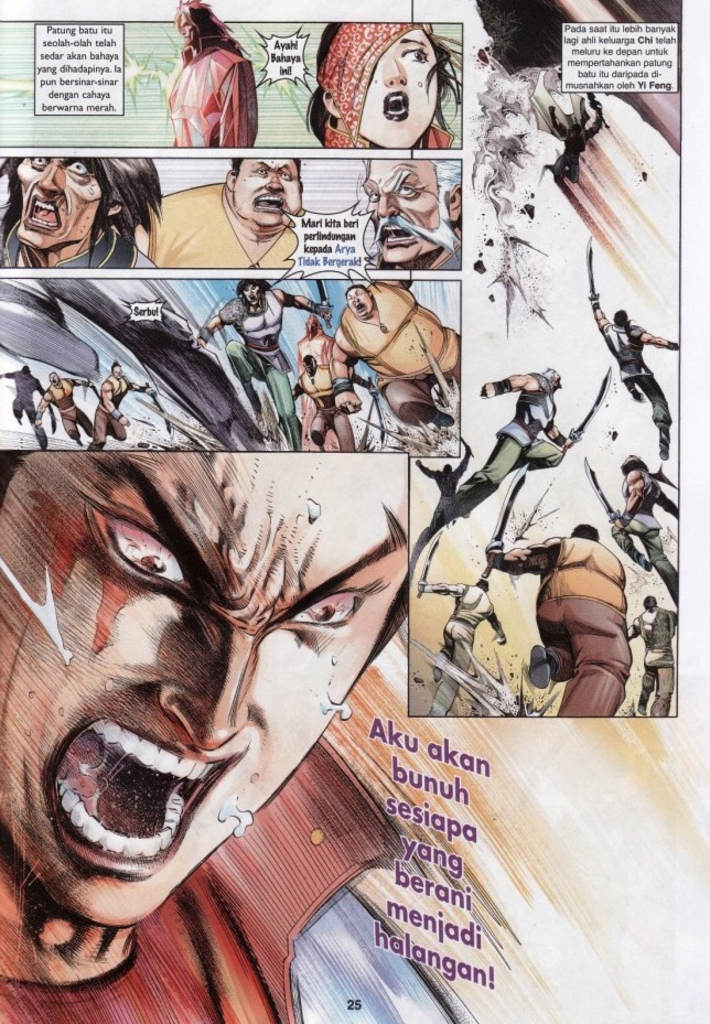 Patung batu itu
seolah-olah telah
sedar akan bahaya
yang dihadapinya. Ia
pun bersinar-sinar
dengan cahaya
berwarna merah.
Ayah!
Bahaya
ini!
Pada saat itu lebih banyak
lagi ahli keluarga Chi telah
meluru ke depan untuk
mempertahankan patung
batu itu daripada di-
musnahkan oleh Yi Feng.
Mari kita beri
perlindungan
kepada Arya
Tidak Bergerak!
Serbu!
Aku akan
bunuh
sesiapa
yang
berani
menjadi
halangan!
25